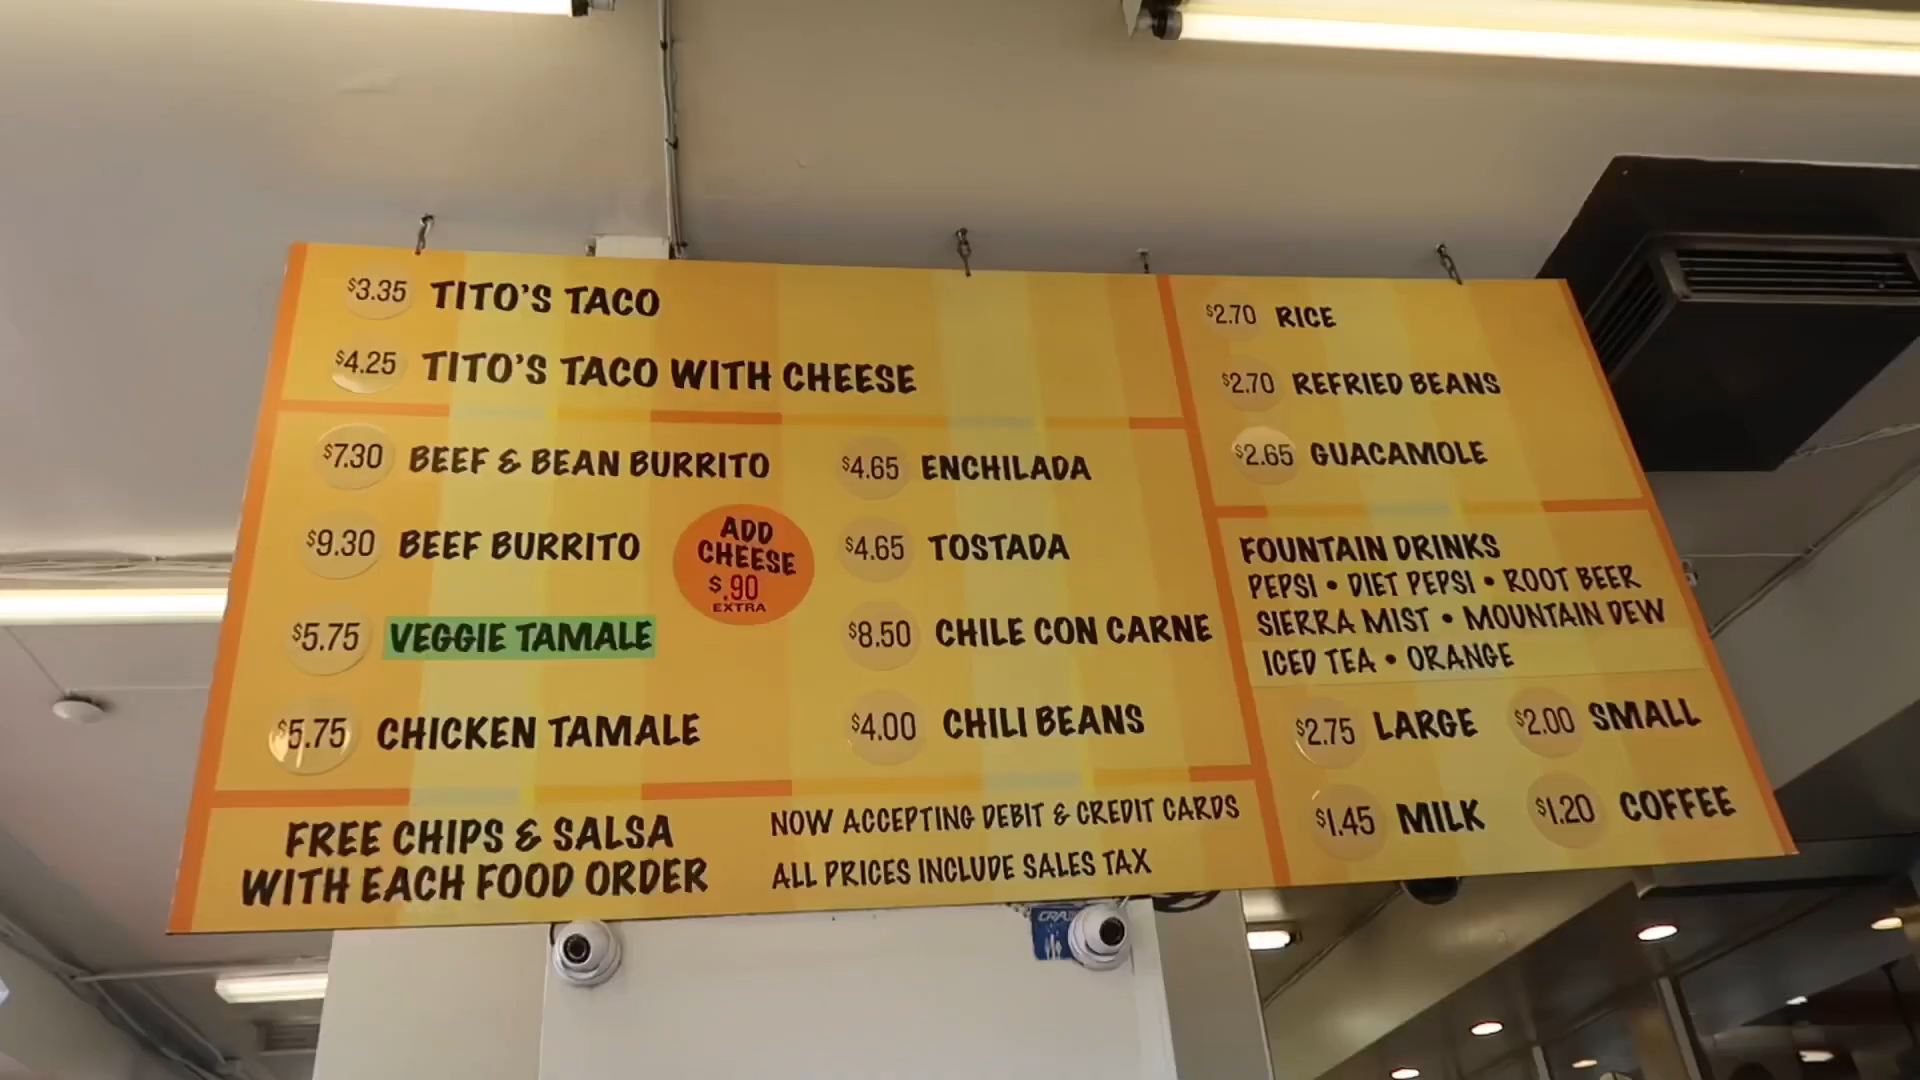 $3.35 TITO'S TACO
$4.25 TITO'S TACO WITH CHEESE
$7.30 BEEF & BEAN BURRITO
$9.30 BEEF BURRITO
$5.75 VEGGIE TAMALE
$5.75 CHICKEN TAMALE
ADD
CHEESE
$.90
EXTRA
$4.65 ENCHILADA
$4.65 TOSTADA
$8.50 CHILE CON CARNE
$4.00 CHILI BEANS
FREE CHIPS & SALSA
WITH EACH FOOD ORDER
NOW ACCEPTING DEBIT & CREDIT CARDS
ALL PRICES INCLUDE SALES TAX
$2.70 RICE
$2.70 REFRIED BEANS
$2.65 GUACAMOLE
FOUNTAIN DRINKS
PEPSI • DIET PEPSI • ROOT BEER
SIERRA MIST • MOUNTAIN DEW
ICED TEA • ORANGE
$2.75 LARGE $2.00 SMALL
$1.45 MILK $1.20 COFFEE